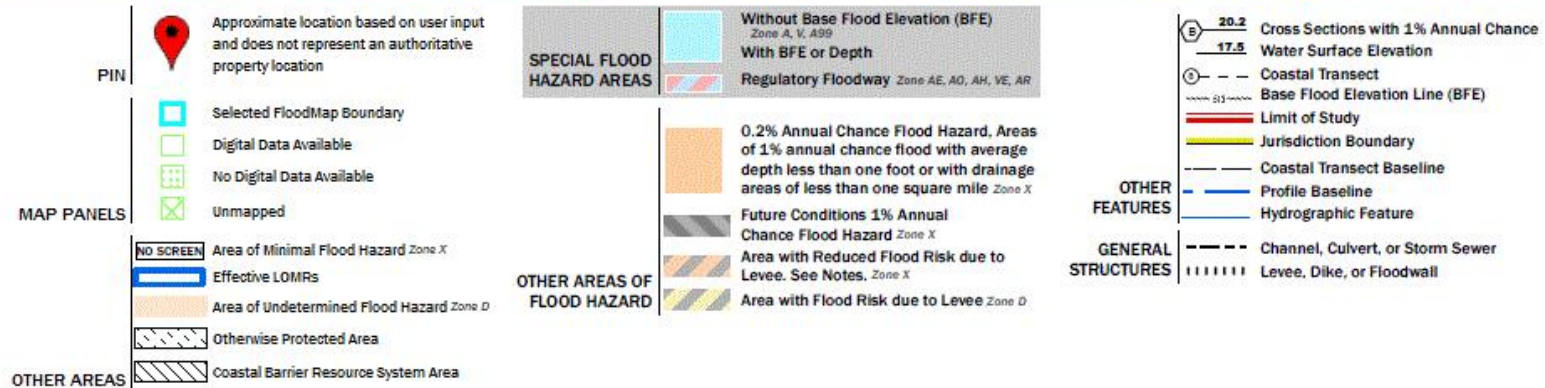 PIN
Approximate location based on user input
and does not represent an authoritative
property location
MAP PANELS
Selected FloodMap Boundary
Digital Data Available
No Digital Data Available
Unmapped
OTHER AREAS
NO SCREEN Area of Minimal Flood Hazard Zone X
Effective LOMRs
Area of Undetermined Flood Hazard Zone D
Otherwise Protected Area
Coastal Barrier Resource System Area
SPECIAL FLOOD
HAZARD AREAS
Without Base Flood Elevation (BFE)
Zone A, V, A99
With BFE or Depth
Regulatory Floodway Zone AE, AO, AH, VE, AR
OTHER AREAS OF
FLOOD HAZARD
0.2% Annual Chance Flood Hazard, Areas
of 1% annual chance flood with average
depth less than one foot or with drainage
areas of less than one square mile Zone X
Future Conditions 1% Annual
Chance Flood Hazard Zone X
Area with Reduced Flood Risk due to
Levee. See Notes. Zone X
Area with Flood Risk due to Levee Zone D
OTHER
FEATURES
B 20.2 Cross Sections with 1% Annual Chance
17.5 Water Surface Elevation
8 Coastal Transect
513 Base Flood Elevation Line (BFE)
Limit of Study
Jurisdiction Boundary
Coastal Transect Baseline
Profile Baseline
Hydrographic Feature
GENERAL
STRUCTURES
Channel, Culvert, or Storm Sewer
Levee, Dike, or Floodwall